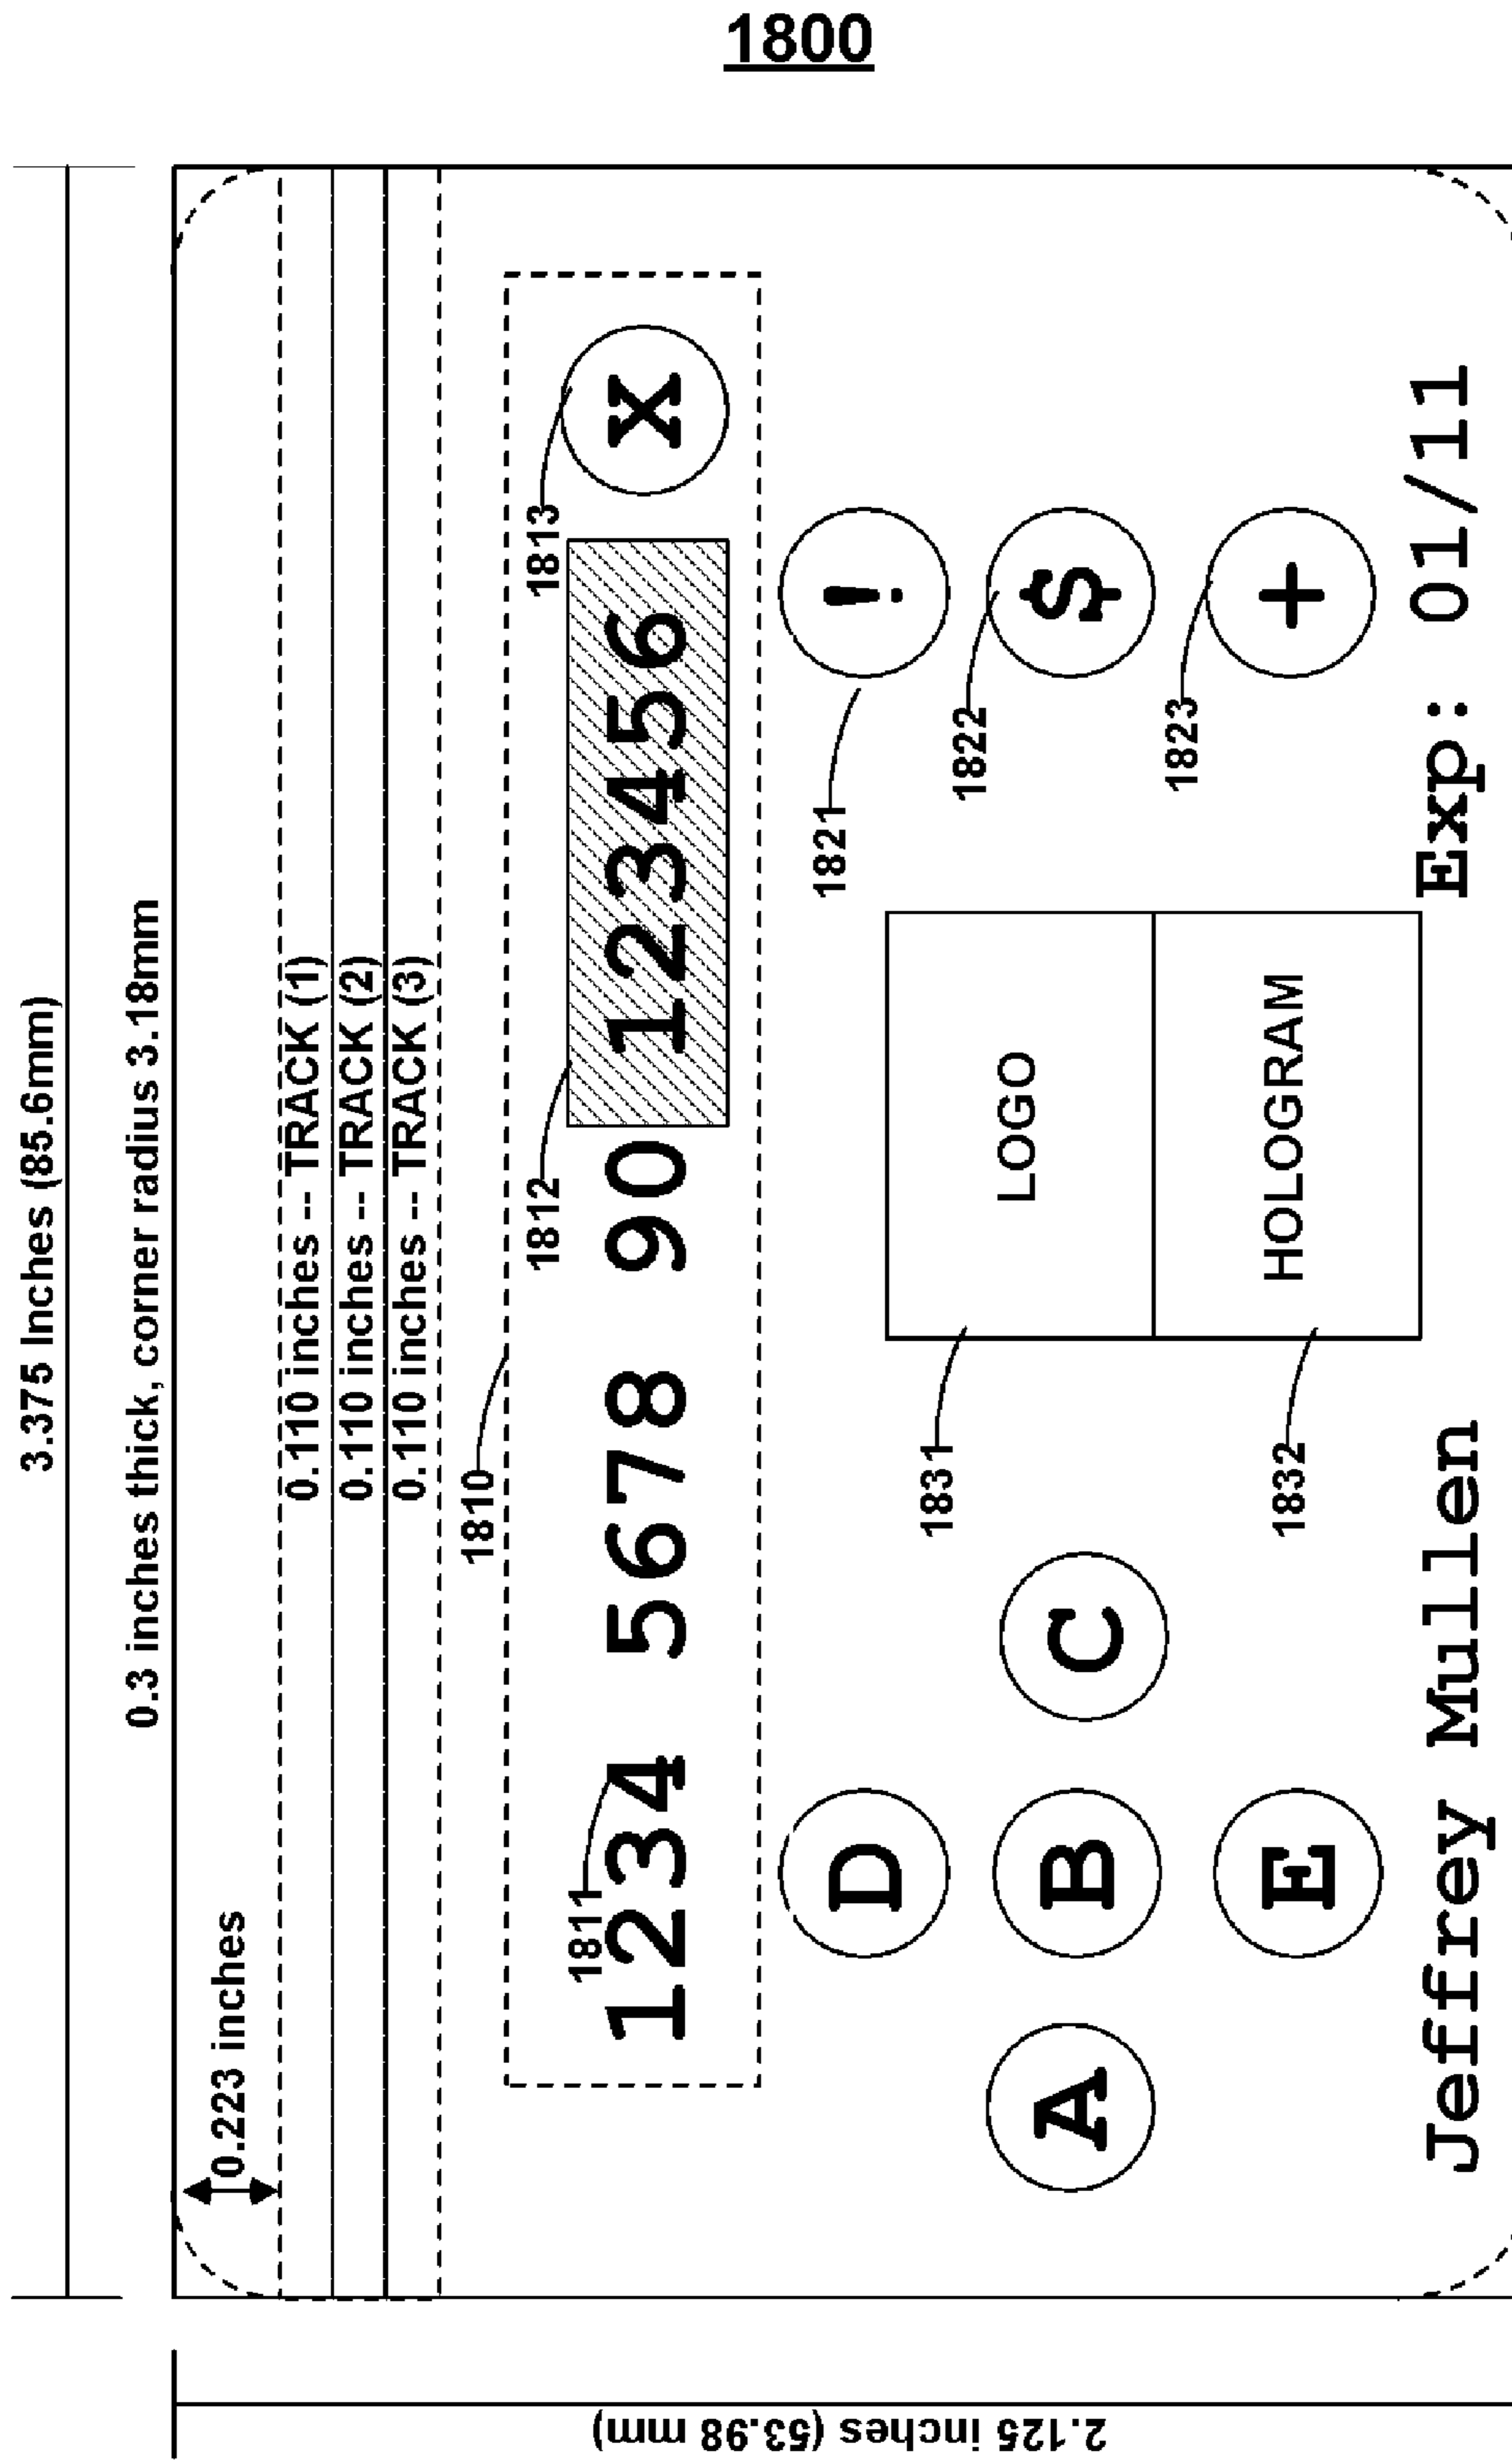 1800
3.375 Inches (85.6mm)
0.3 inches thick, corner radius 3.18mm
0.223 inches
0.110 inches -- TRACK (1)
0.110 inches -- TRACK (2)
0.110 inches -- TRACK (3)
1810
1811
1812
1813
1234 5678 90 123456 X
D
!
1821
A B C
LOGO
$
1822
1831
E
HOLOGRAM
+
1823
1832
Jeffrey Mullen
Exp: 01/11
2.125 inches (53.98 mm)